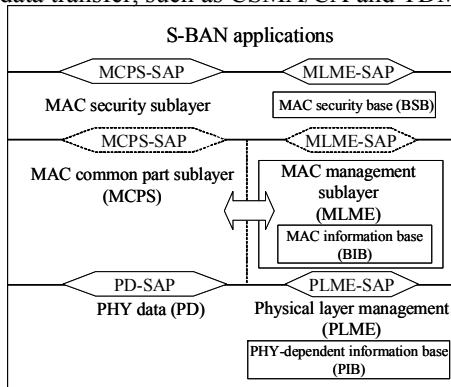 data transfer, such as CSMA/CA and TDM
S-BAN applications
MCPS-SAP
MLME-SAP
MAC security sublayer
MAC security base (BSB)
MCPS-SAP
MLME-SAP
MAC common part sublayer
(MCPS)
MAC management
sublayer
(MLME)
MAC information base
(BIB)
PD-SAP
PLME-SAP
PHY data (PD)
Physical layer management
(PLME)
PHY-dependent information base
(PIB)